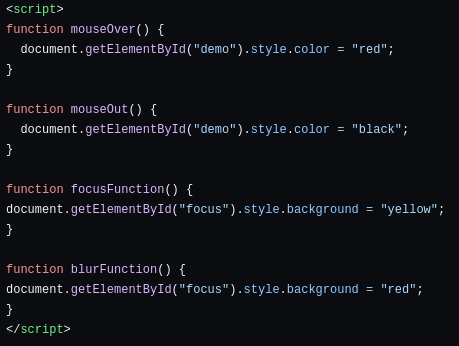 <script>
function mouseOver() {
  document.getElementById("demo").style.color = "red";
}

function mouseOut() {
  document.getElementById("demo").style.color = "black";
}

function focusFunction() {
document.getElementById("focus").style.background = "yellow";
}

function blurFunction() {
document.getElementById("focus").style.background = "red";
}
</script>